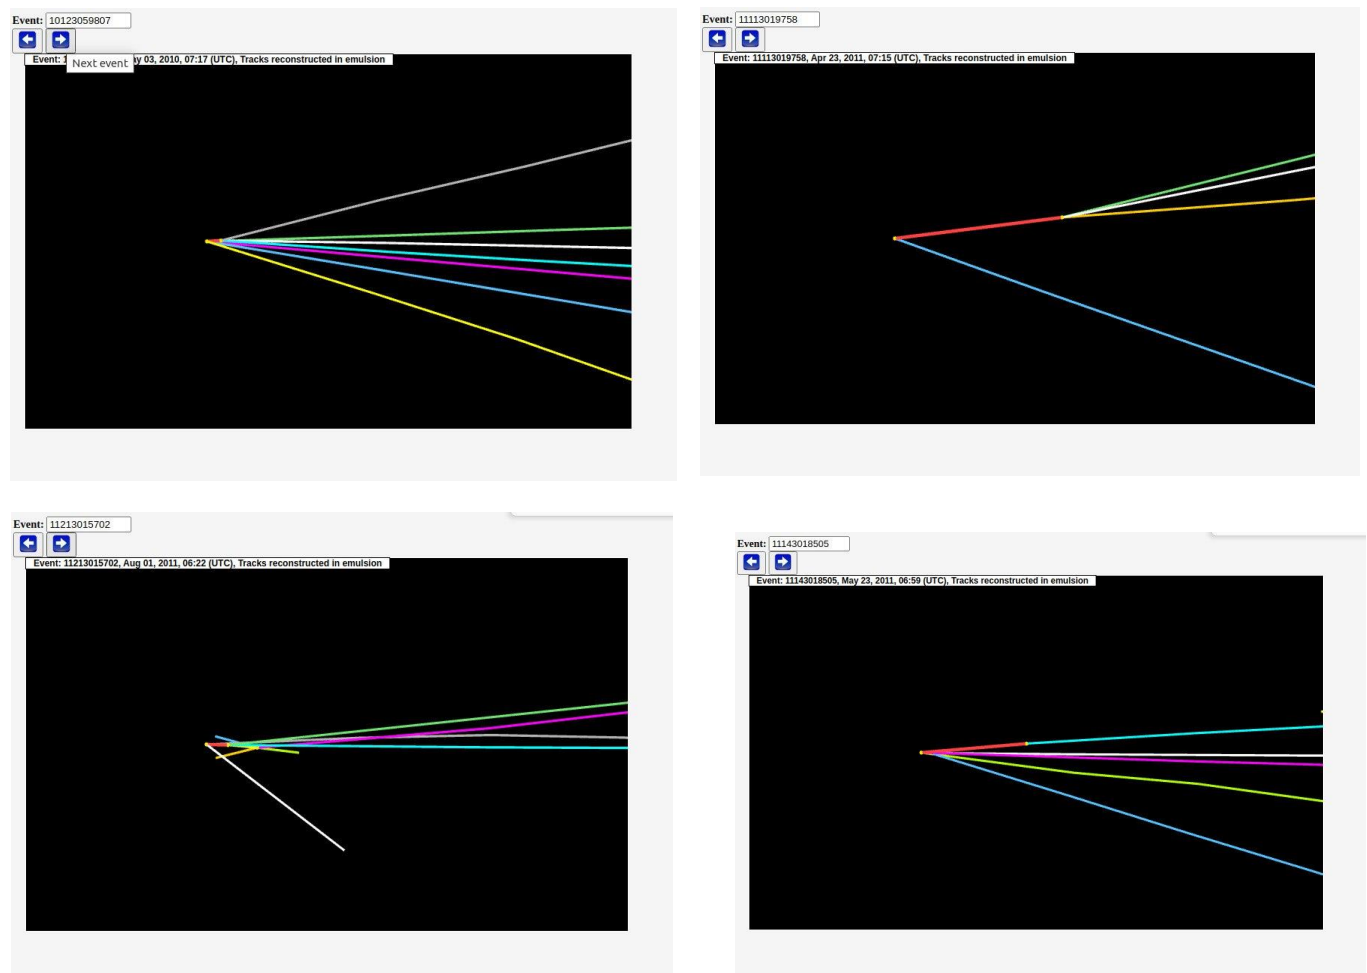 Event: 10123059807
Next event
Event: 1 ay 03, 2010, 07:17 (UTC), Tracks reconstructed in emulsion
Event: 11113019758
Event: 11113019758, Apr 23, 2011, 07:15 (UTC), Tracks reconstructed in emulsion
Event: 11213015702
Event: 11213015702, Aug 01, 2011, 06:22 (UTC), Tracks reconstructed in emulsion
Event: 11143018505
Event: 11143018505, May 23, 2011, 06:59 (UTC), Tracks reconstructed in emulsion